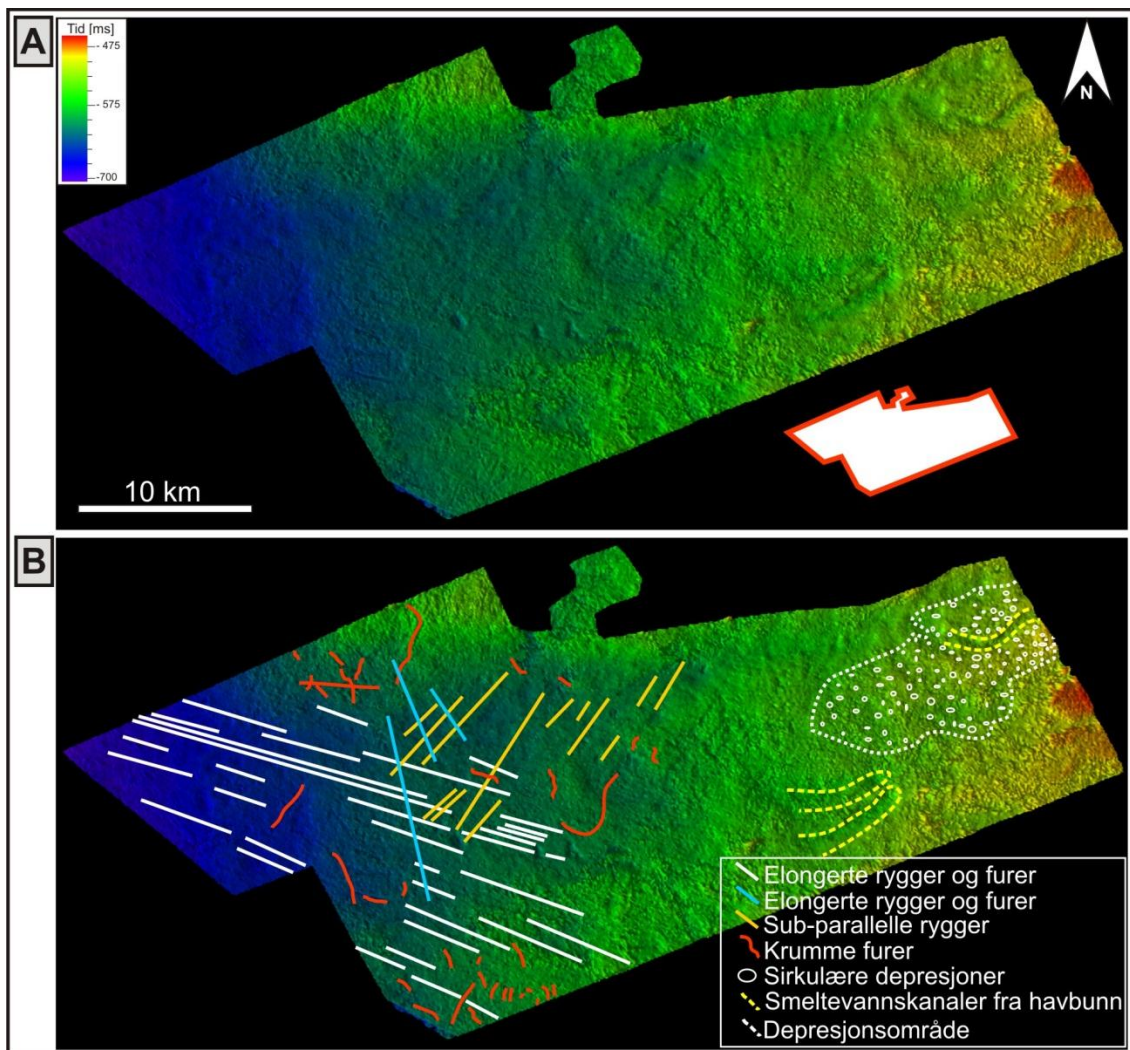 A
Tid [ms]
- 475
- 575
-700
N
10 km
B
Elongerte rygger og furer
Elongerte rygger og furer
Sub-parallelle rygger
Krumme furer
Sirkulære depresjoner
Smeltevannskanaler fra havbunn
Depresjonsområde